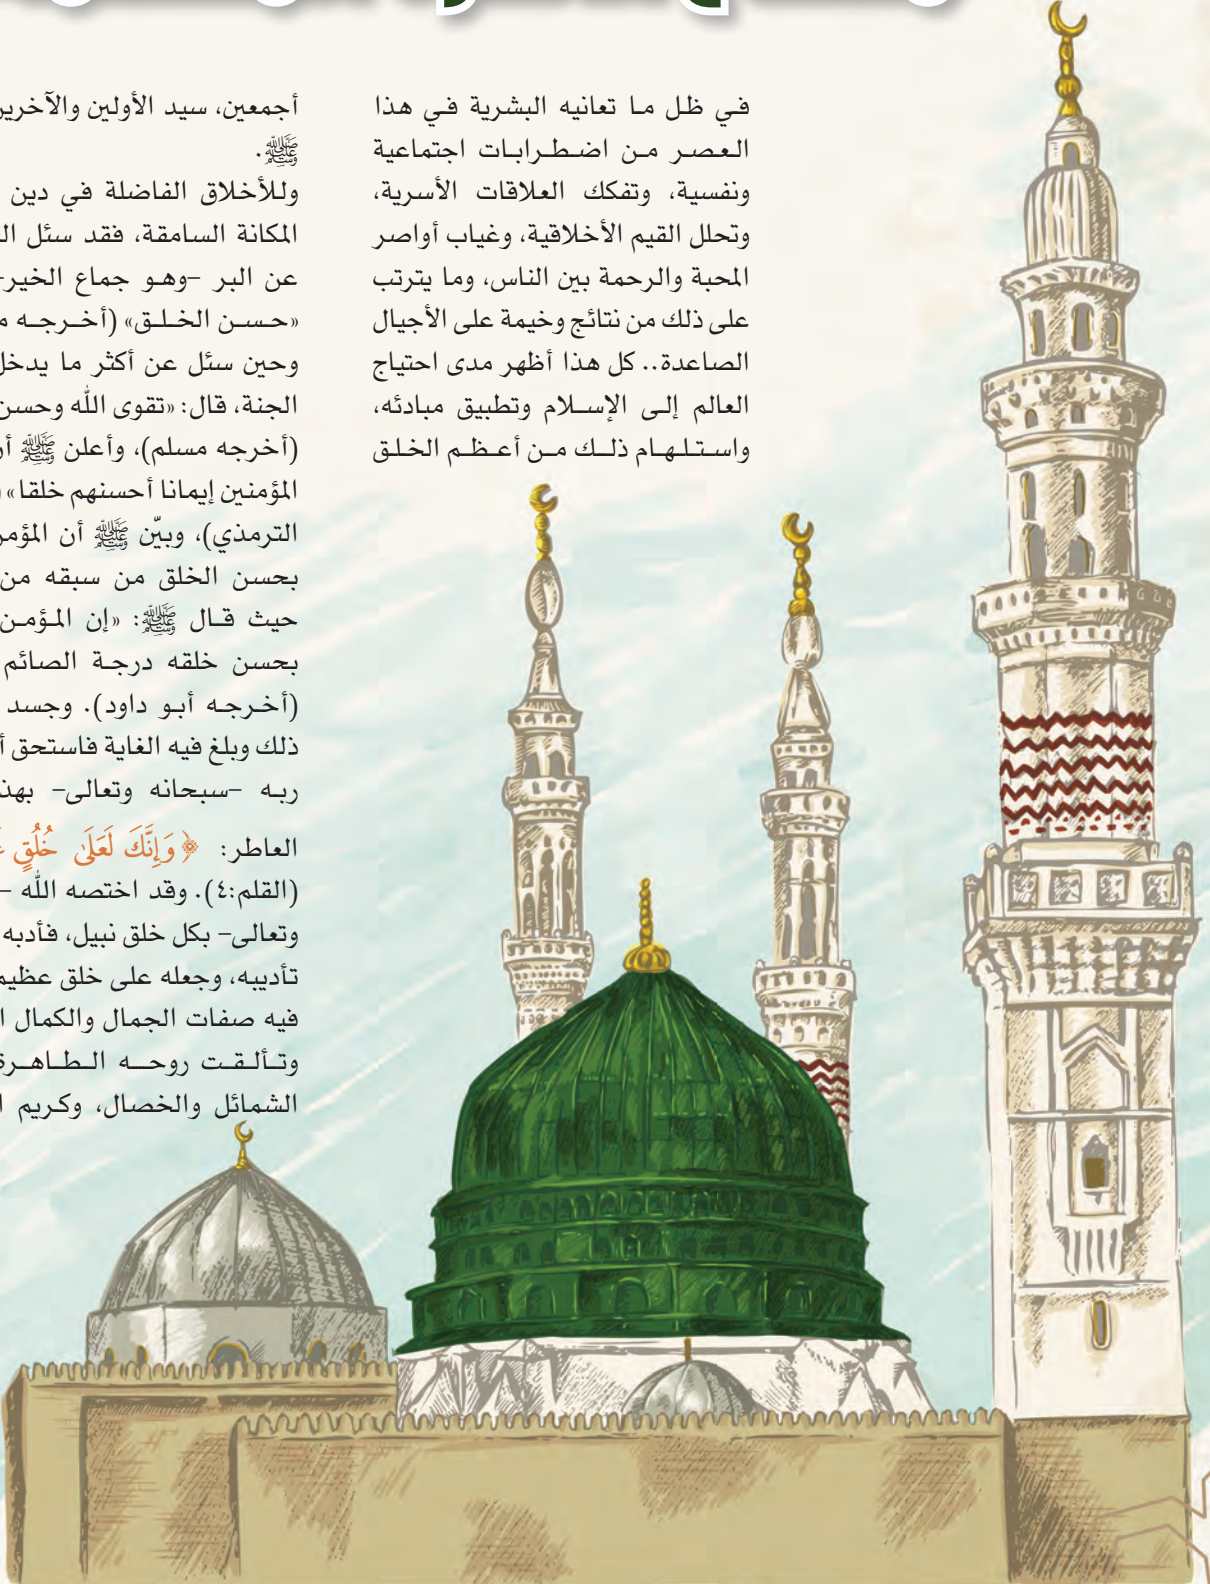 في ظل ما تعانيه البشرية في هذا
العصر من اضطرابات اجتماعية
ونفسية، وتفكك العلاقات الأسرية،
وتحلل القيم الأخلاقية، وغياب أواصر
المحبة والرحمة بين الناس، وما يترتب
على ذلك من نتائج وخيمة على الأجيال
الصاعدة.. كل هذا أظهر مدى احتياج
العالم إلى الإسلام وتطبيق مبادئه،
واستلهام ذلك من أعظم الخلق
أجمعين، سيد الأولين والآخرين
ﷺ.
وللأخلاق الفاضلة في دين
المكانة السامقة، فقد سئل
عن البر –وهو جماع الخير–
«حسن الخلق» (أخرجه
وحين سئل عن أكثر ما يدخل
الجنة، قال: «تقوى الله وحسن
(أخرجه مسلم)، وأعلن ﷺ
المؤمنين إيمانا أحسنهم خلقا»
الترمذي)، وبيّن ﷺ أن
بحسن الخلق من سبقه من
حيث قال ﷺ: «إن المؤمن
بحسن خلقه درجة الصائم
(أخرجه أبو داود). وجسد
ذلك وبلغ فيه الغاية فاستحق
ربه –سبحانه وتعالى–
العاطر: ﴿وَإِنَّكَ لَعَلَىٰ خُلُقٍ
(القلم:٤). وقد اختصه الله –
وتعالى– بكل خلق نبيل، فأدبه
تأديبه، وجعله على خلق
فيه صفات الجمال والكمال
وتألقت روحه
الشمائل والخصال، وكريم